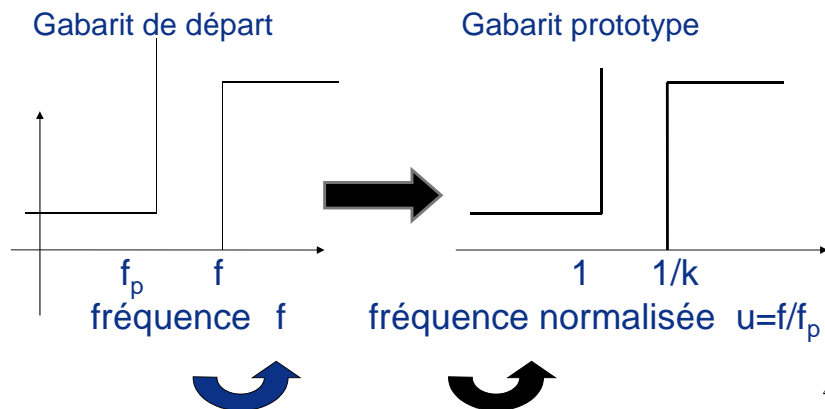 Gabarit de départ
Gabarit prototype
fp f
1 1/k
fréquence f
fréquence normalisée u=f/fp